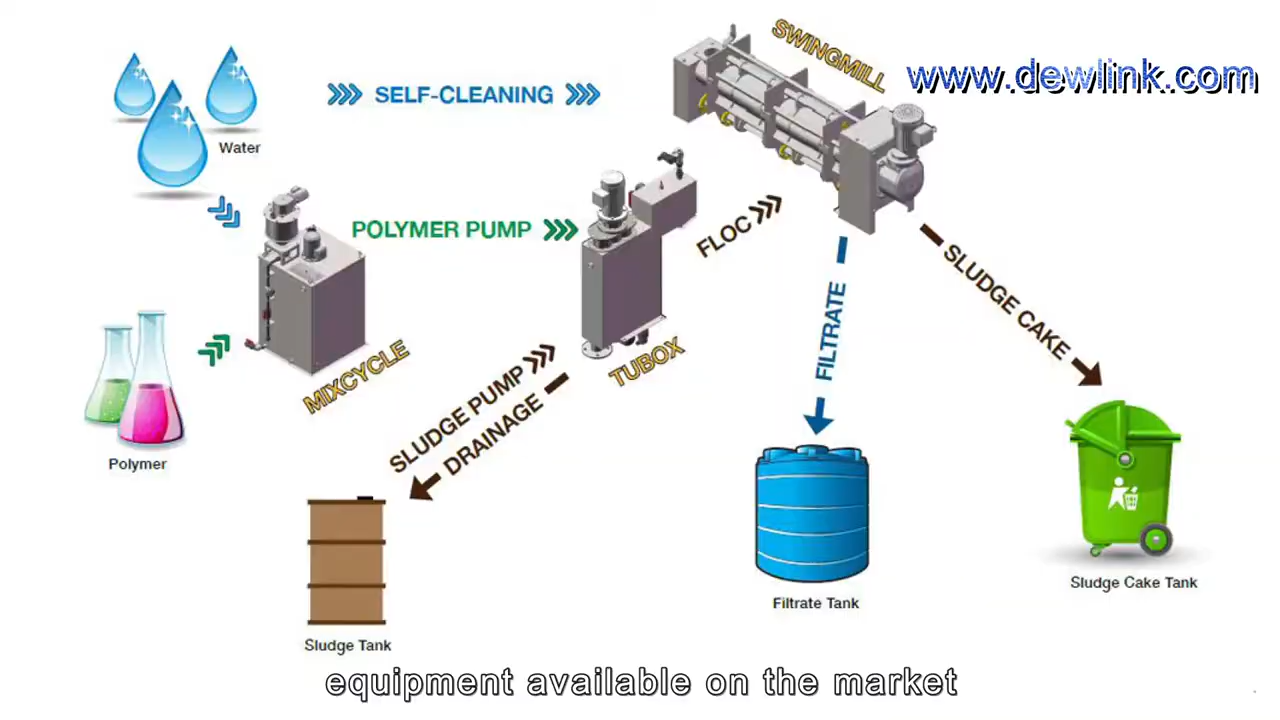 SWINGMILL
www.dewlink.com
SELF-CLEANING
Water
POLYMER PUMP
FLOC
SLUDGE CAKE
FILTRATE
MIXCYCLE
TUBOX
SLUDGE PUMP
DRAINAGE
Polymer
Sludge Cake Tank
Filtrate Tank
Sludge Tank
equipment available on the market